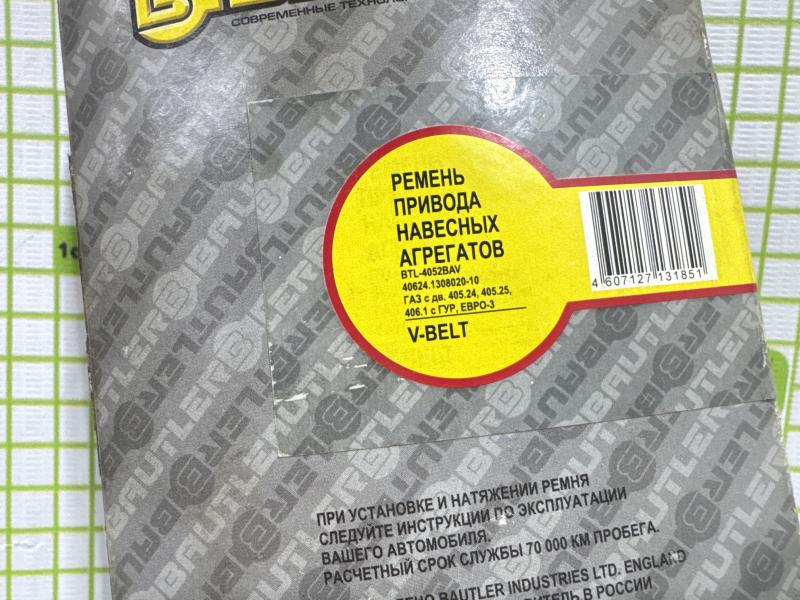 СОВРЕМЕННЫЕ
BAUTLER
РЕМЕНЬ
ПРИВОДА
НАВЕСНЫХ
АГРЕГАТОВ
BTL-4052BAV
40624.1308020-10
ГАЗ с дв. 405.24, 405.25,
406.1 с ГУР, ЕВРО-3
V-BELT
4 607127 131851
ПРИ УСТАНОВКЕ И НАТЯЖЕНИИ РЕМНЯ
СЛЕДУЙТЕ ИНСТРУКЦИИ ПО ЭКСПЛУАТАЦИИ
ВАШЕГО АВТОМОБИЛЯ.
РАСЧЕТНЫЙ СРОК СЛУЖБЫ 70 000 КМ ПРОБЕГА.
BAUTLER INDUSTRIES LTD. ENGLAND
В РОССИИ